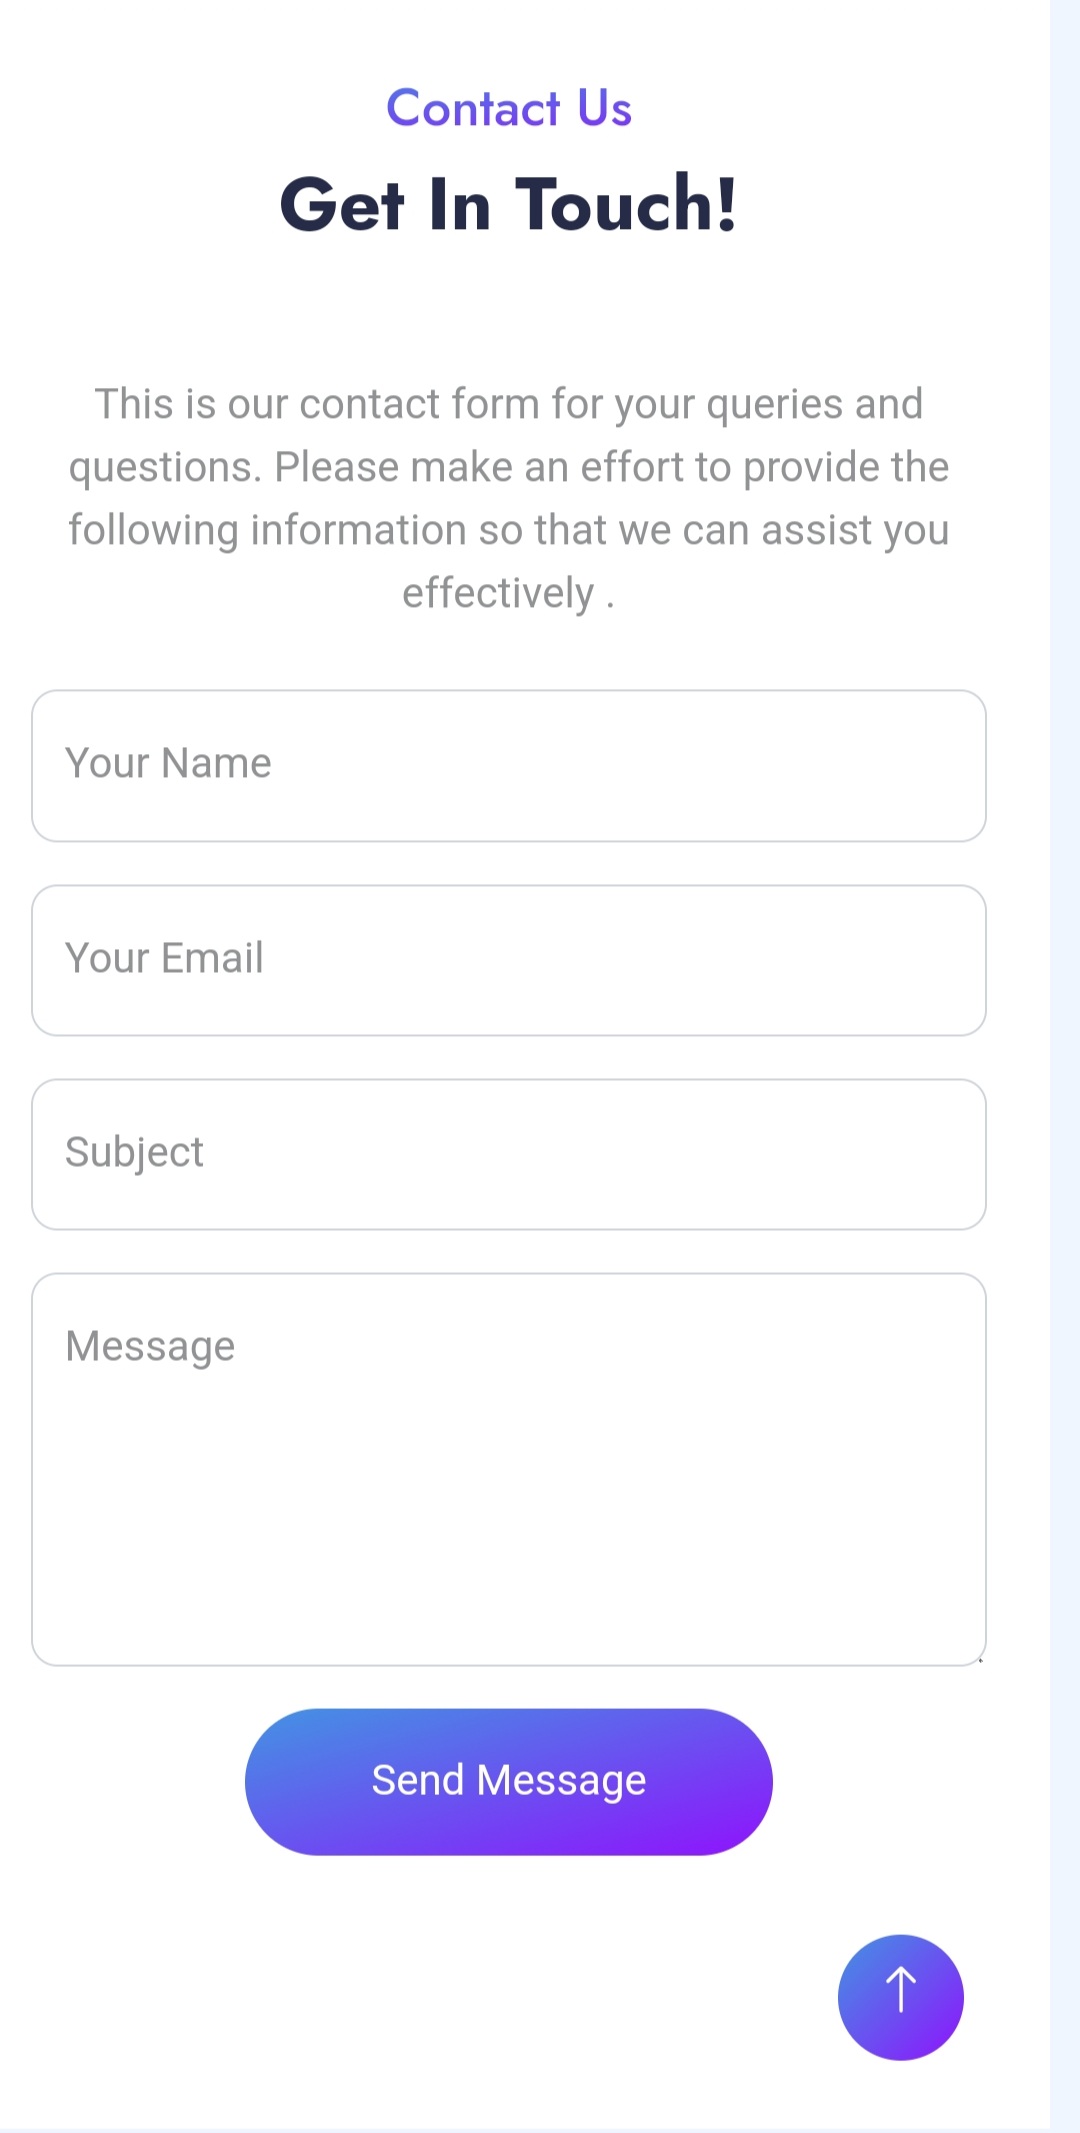 Contact Us
Get In Touch!
This is our contact form for your queries and
questions. Please make an effort to provide the
following information so that we can assist you
effectively .
Your Name
Your Email
Subject
Message
Send Message